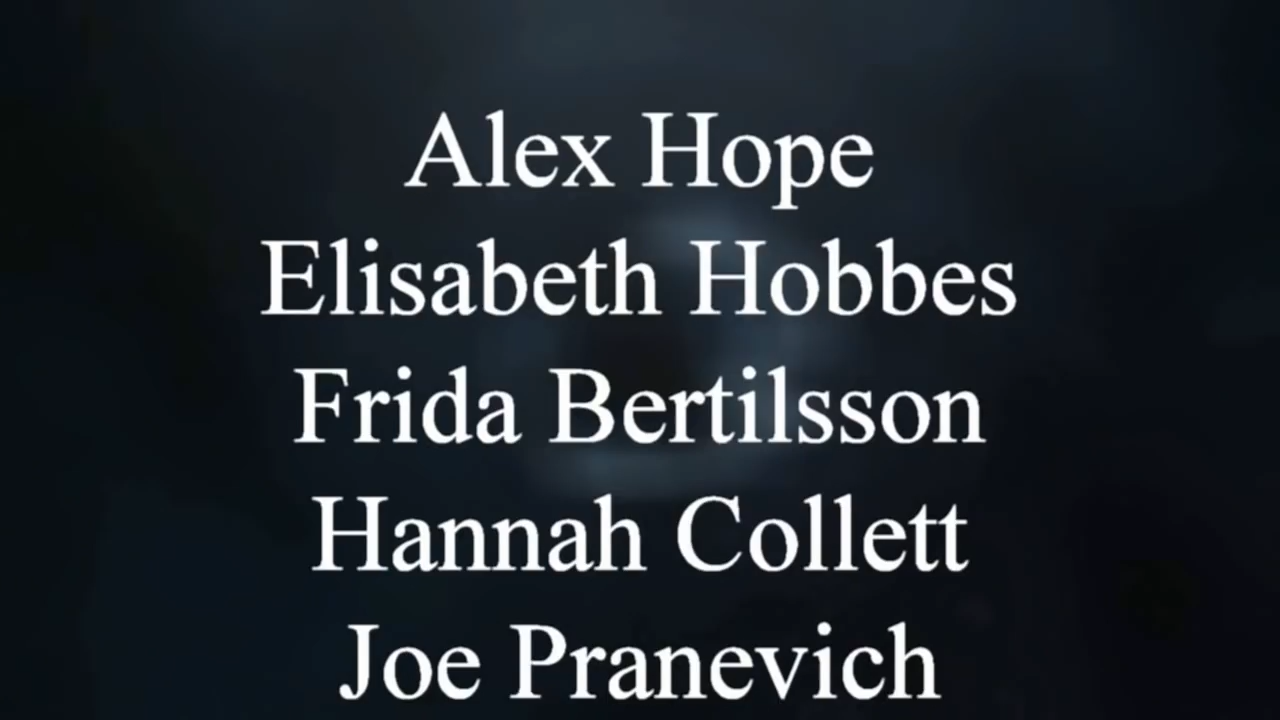 Alex Hope
Elisabeth Hobbes
Frida Bertilsson
Hannah Collett
Joe Pranevich